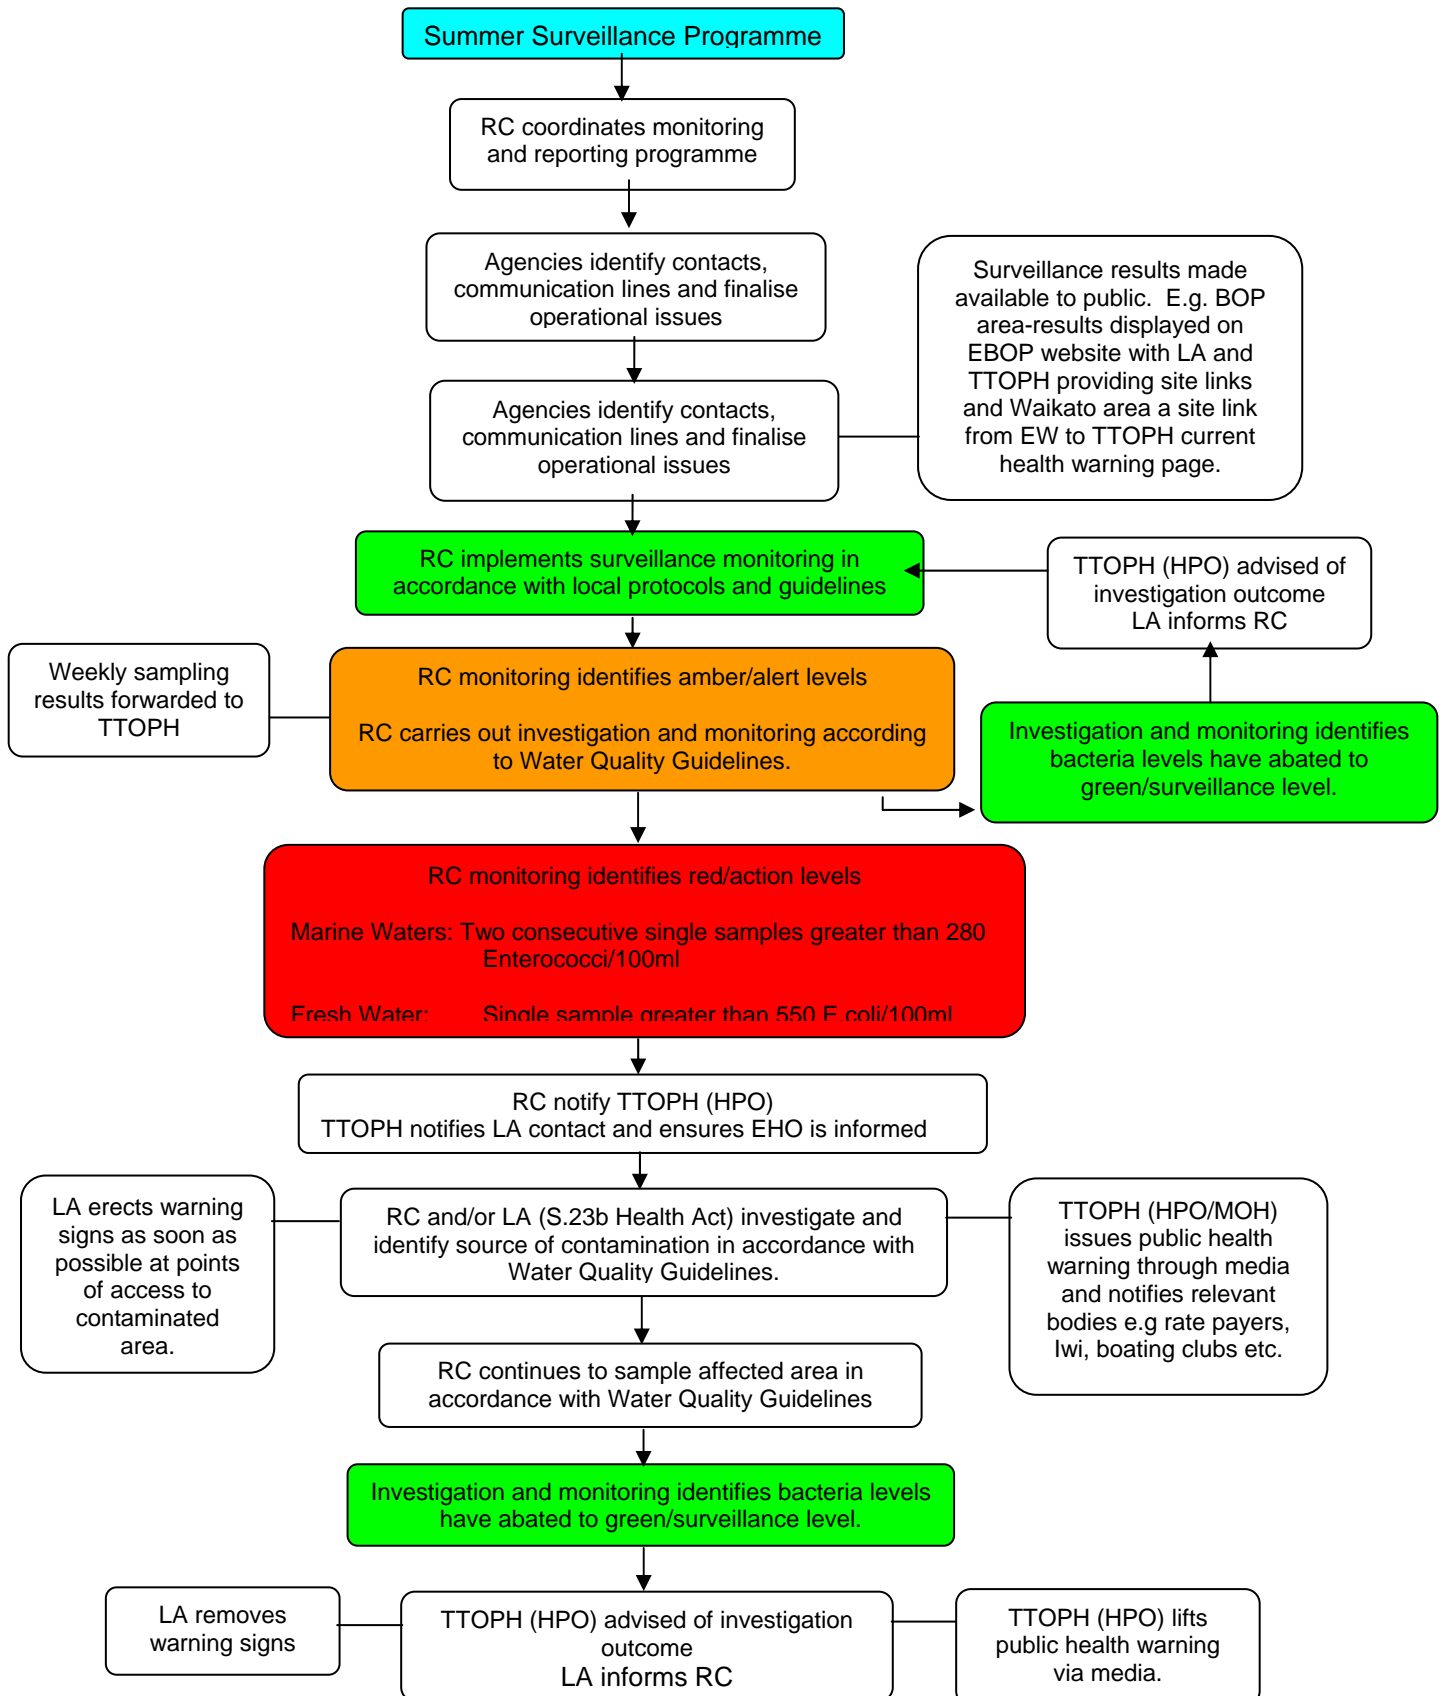 Summer Surveillance Programme
RC coordinates monitoring
and reporting programme
Agencies identify contacts,
communication lines and finalise
operational issues
Surveillance results made
available to public.  E.g. BOP
area-results displayed on
EBOP website with LA and
TTOPH providing site links
and Waikato area a site link
from EW to TTOPH current
health warning page.
Agencies identify contacts,
communication lines and finalise
operational issues
RC implements surveillance monitoring in
accordance with local protocols and guidelines
TTOPH (HPO) advised of
investigation outcome
LA informs RC
Weekly sampling
results forwarded to
TTOPH
RC monitoring identifies amber/alert levels
RC carries out investigation and monitoring according
to Water Quality Guidelines.
Investigation and monitoring identifies
bacteria levels have abated to
green/surveillance level.
RC monitoring identifies red/action levels
Marine Waters: Two consecutive single samples greater than 280
Enterococci/100ml
Fresh Water: Single sample greater than 550 E.coli/100ml
RC notify TTOPH (HPO)
TTOPH notifies LA contact and ensures EHO is informed
LA erects warning
signs as soon as
possible at points
of access to
contaminated
area.
RC and/or LA (S.23b Health Act) investigate and
identify source of contamination in accordance with
Water Quality Guidelines.
TTOPH (HPO/MOH)
issues public health
warning through media
and notifies relevant
bodies e.g rate payers,
Iwi, boating clubs etc.
RC continues to sample affected area in
accordance with Water Quality Guidelines
Investigation and monitoring identifies bacteria levels
have abated to green/surveillance level.
LA removes
warning signs
TTOPH (HPO) advised of investigation
outcome
LA informs RC
TTOPH (HPO) lifts
public health warning
via media.